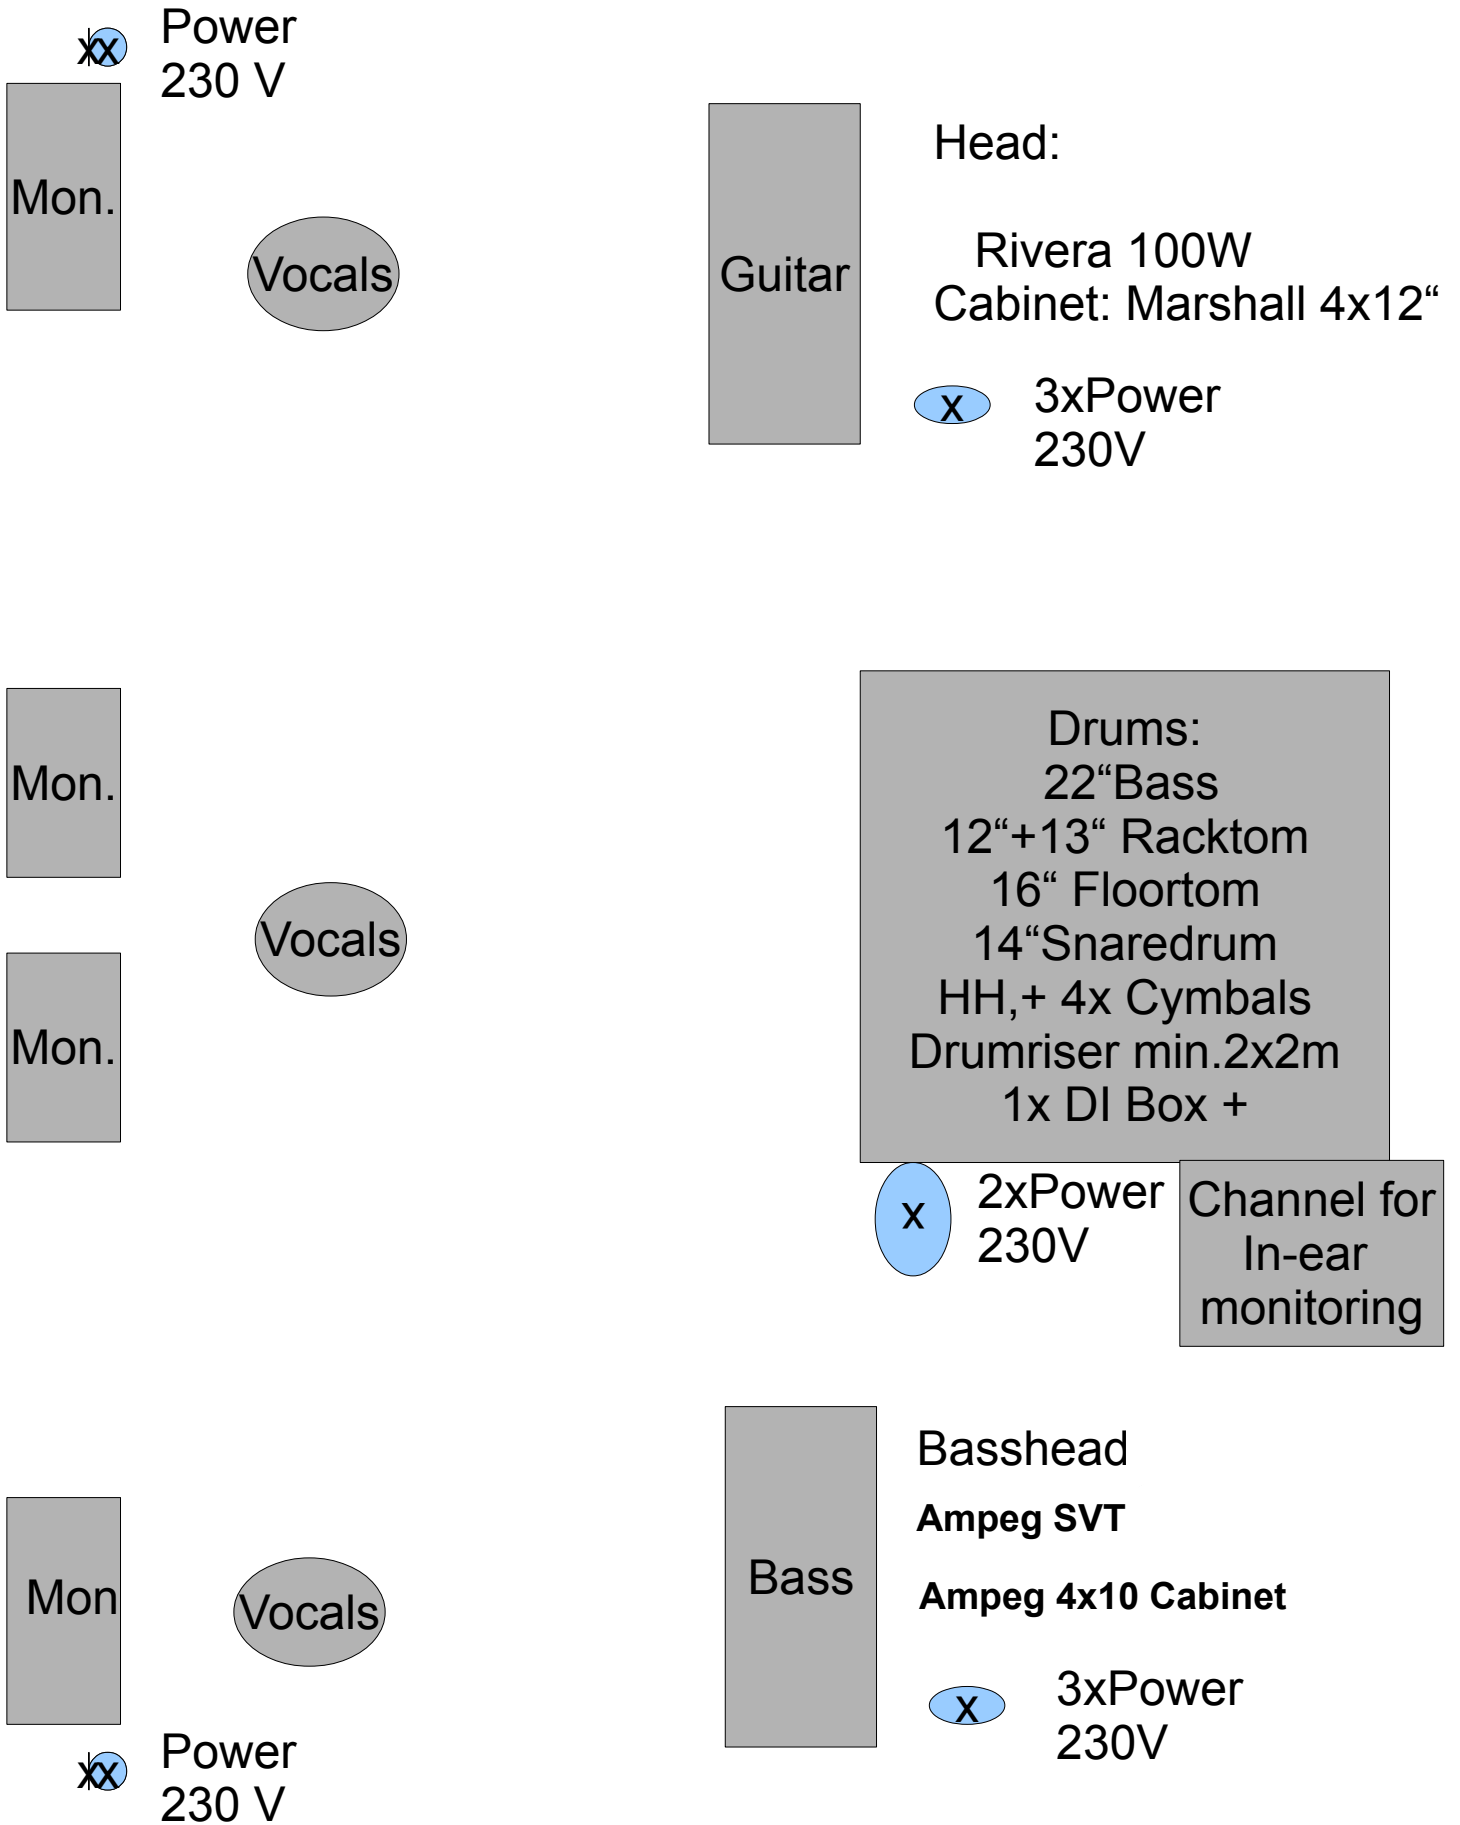 xx
Power
230 V
Mon.
Vocals
Guitar
Head:
Rivera 100W
Cabinet: Marshall 4x12“
x
3xPower
230V
Mon.
Mon.
Vocals
Drums:
22“Bass
12“+13“ Racktom
16“ Floortom
14“Snaredrum
HH,+ 4x Cymbals
Drumriser min.2x2m
1x DI Box +
x
2xPower
230V
Channel for
In-ear
monitoring
Mon
Vocals
Bass
Basshead
Ampeg SVT
Ampeg 4x10 Cabinet
x
3xPower
230V
xx
Power
230 V